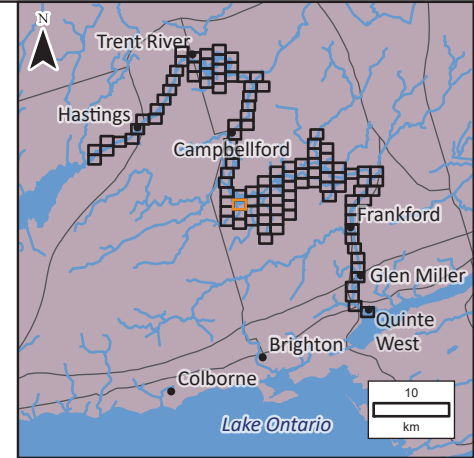 N
Trent River
Hastings
Campbellford
Frankford
Glen Miller
Quinte
West
Brighton
Colborne
Lake Ontario
10
km